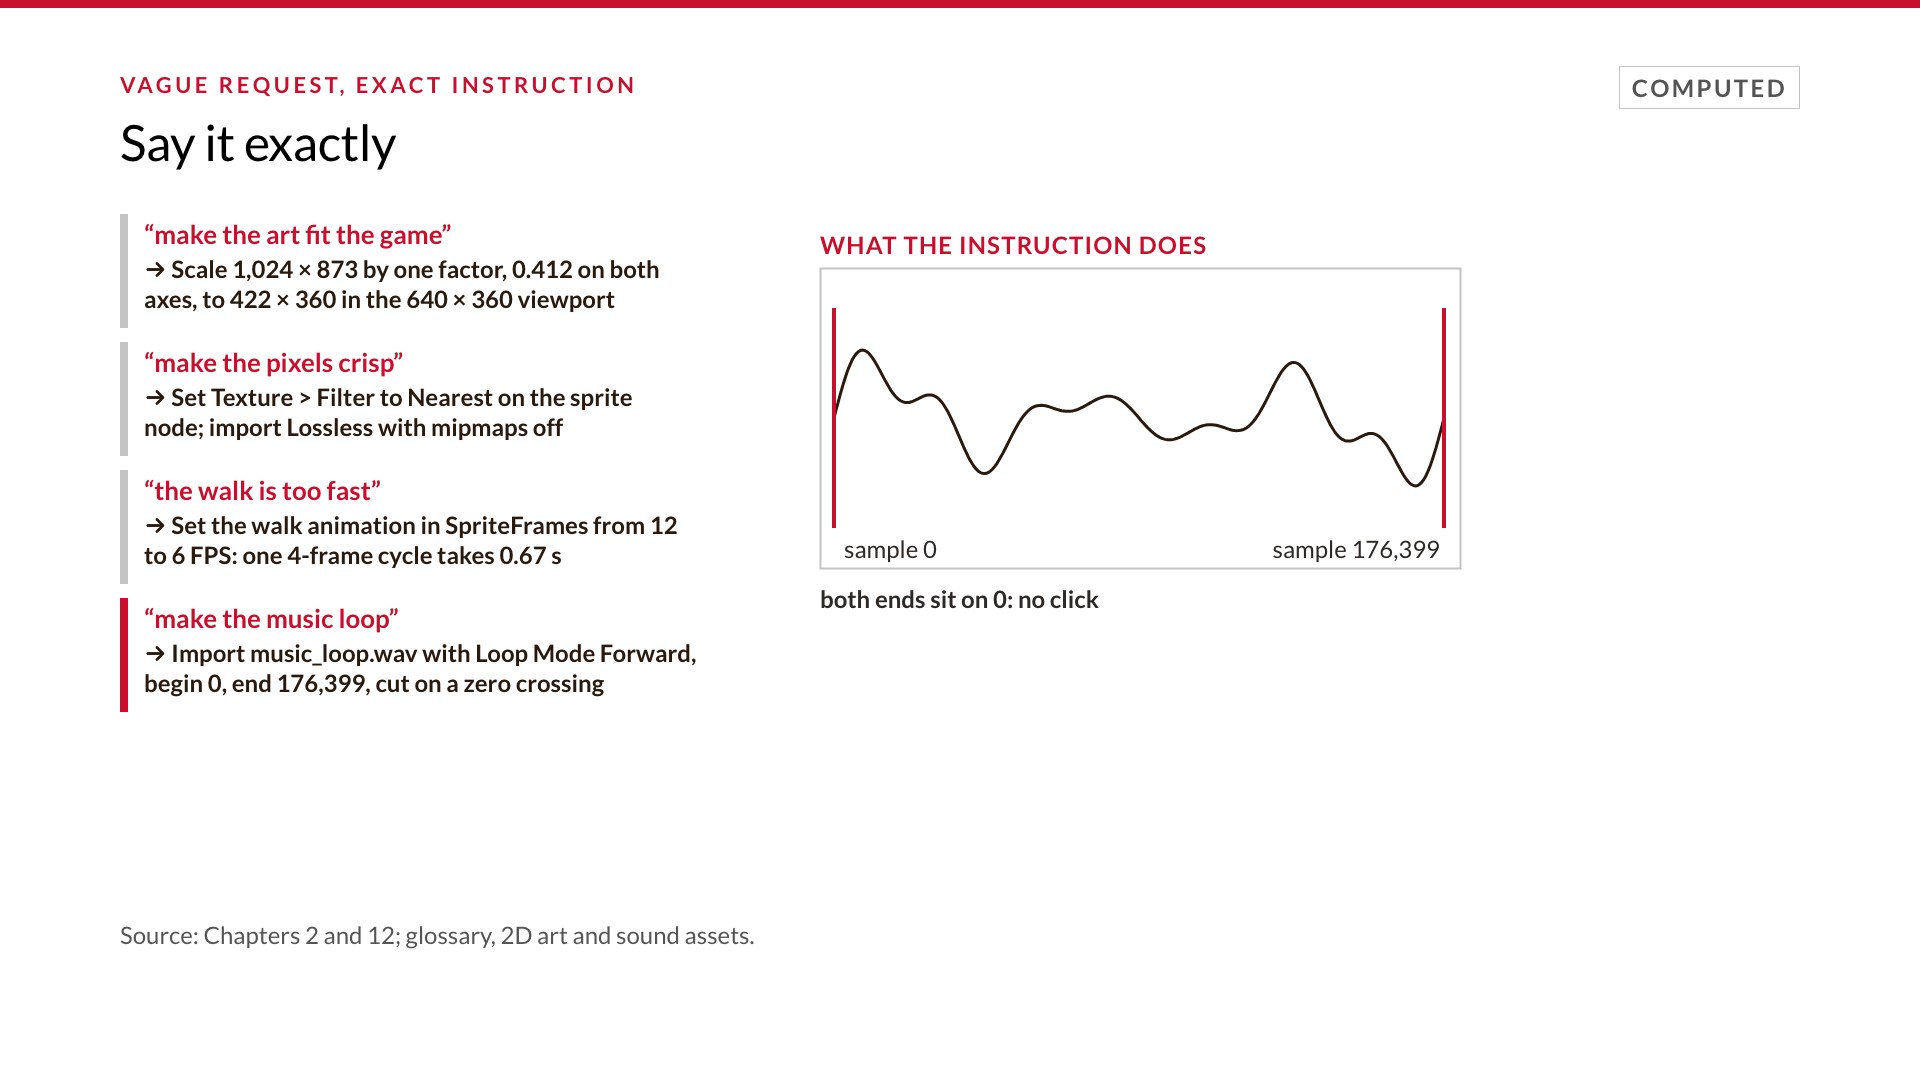 VAGUE REQUEST, EXACT INSTRUCTION
COMPUTED
Say it exactly
“make the art fit the game”
→ Scale 1,024 × 873 by one factor, 0.412 on both
axes, to 422 × 360 in the 640 × 360 viewport
“make the pixels crisp”
→ Set Texture > Filter to Nearest on the sprite
node; import Lossless with mipmaps off
“the walk is too fast”
→ Set the walk animation in SpriteFrames from 12
to 6 FPS: one 4-frame cycle takes 0.67 s
“make the music loop”
→ Import music_loop.wav with Loop Mode Forward,
begin 0, end 176,399, cut on a zero crossing
WHAT THE INSTRUCTION DOES
sample 0
sample 176,399
both ends sit on 0: no click
Source: Chapters 2 and 12; glossary, 2D art and sound assets.